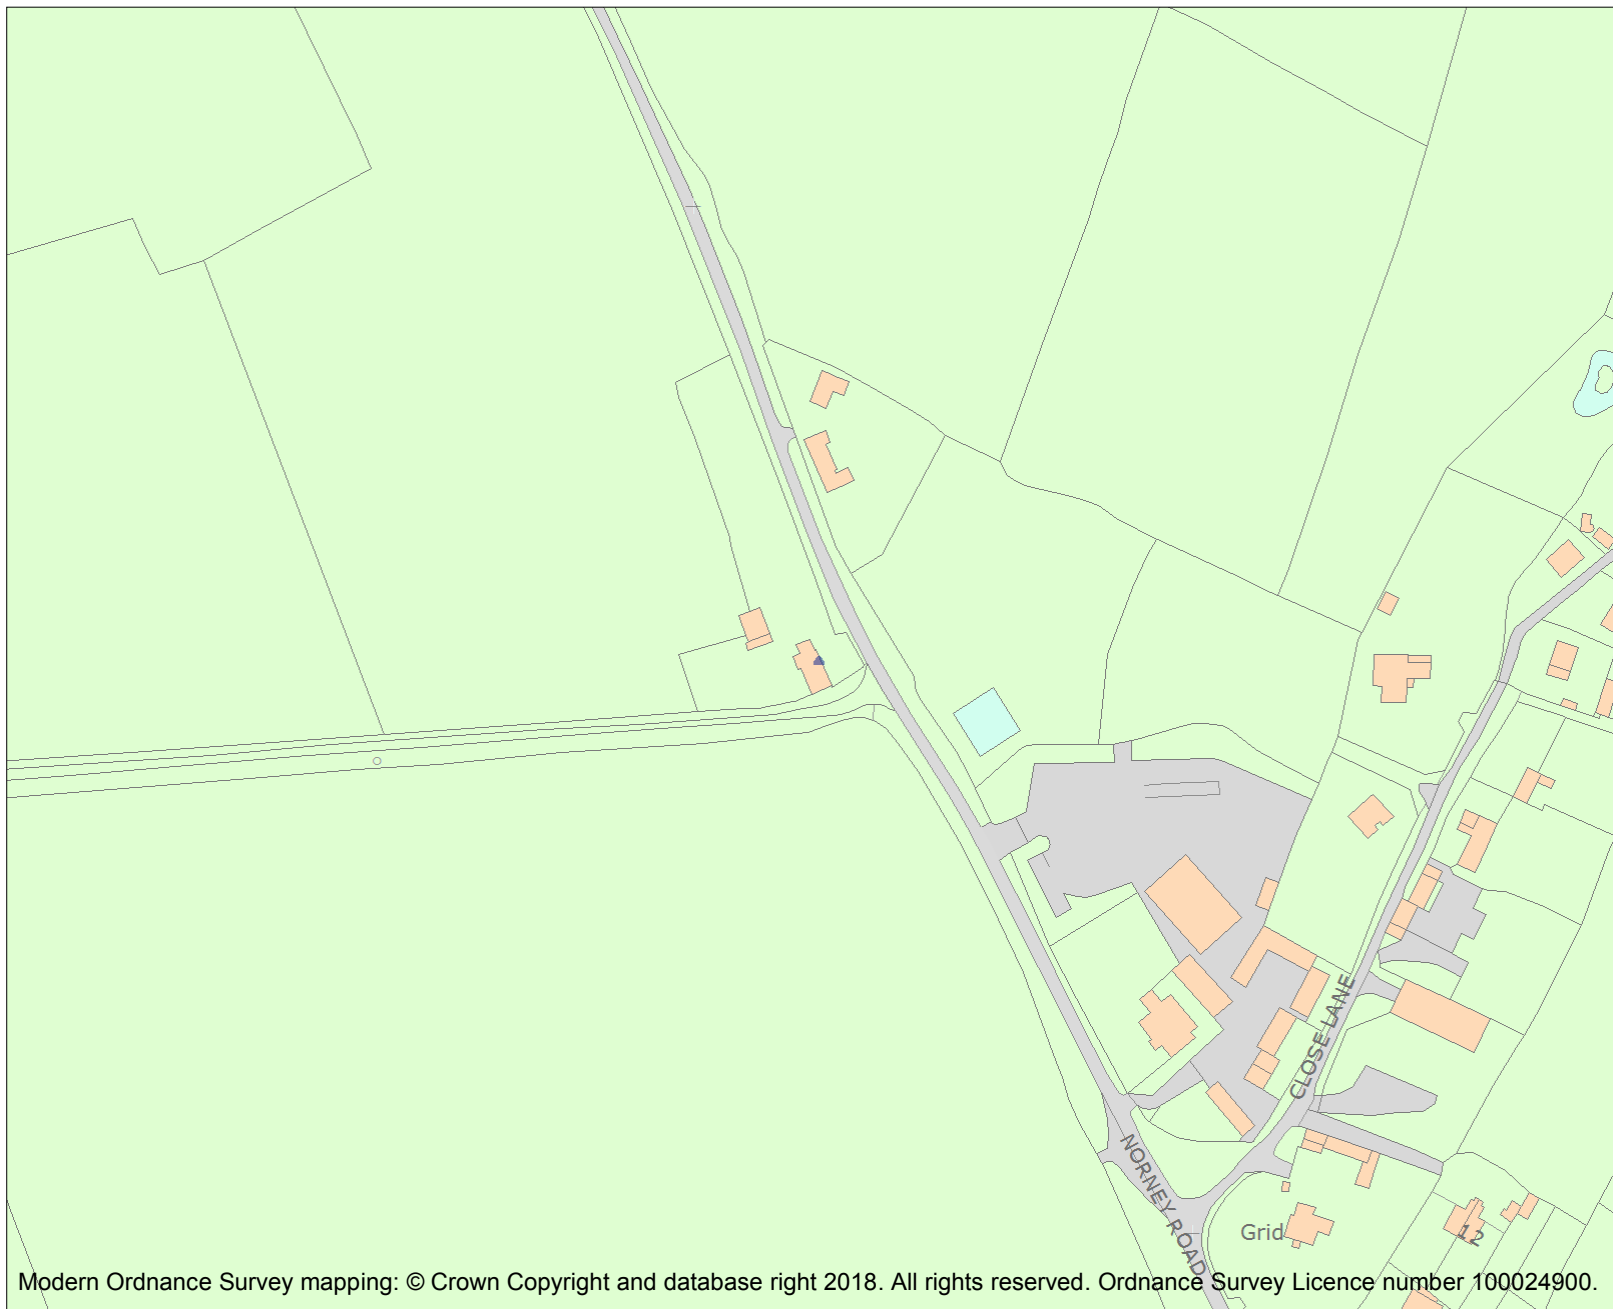 CLOSE LANE
NORNEY ROAD
Grid
12
Modern Ordnance Survey mapping: © Crown Copyright and database right 2018. All rights reserved. Ordnance Survey Licence number 100024900.